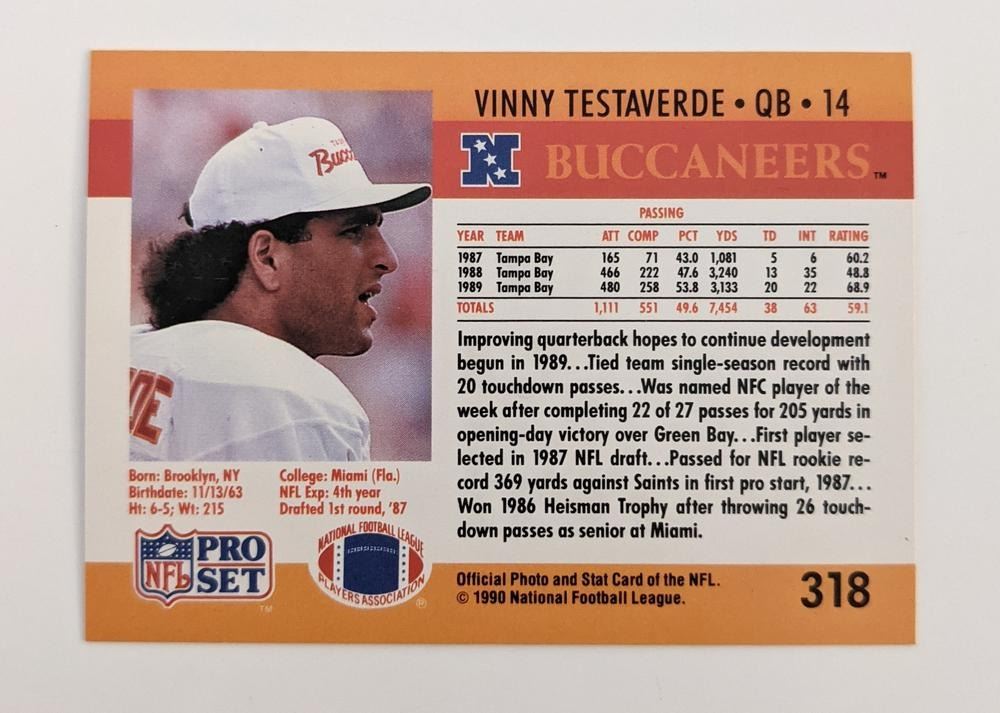 VINNY TESTAVERDE • QB • 14
N BUCCANEERS™
Bucc
DE
PASSING
YEAR TEAM ATT COMP PCT YDS TD INT RATING
1987 Tampa Bay 165 71 43.0 1,081 5 6 60.2
1988 Tampa Bay 466 222 47.6 3,240 13 35 48.8
1989 Tampa Bay 480 258 53.8 3,133 20 22 68.9
TOTALS 1,111 551 49.6 7,454 38 63 59.1
Improving quarterback hopes to continue development
begun in 1989...Tied team single-season record with
20 touchdown passes...Was named NFC player of the
week after completing 22 of 27 passes for 205 yards in
opening-day victory over Green Bay...First player se-
lected in 1987 NFL draft...Passed for NFL rookie re-
cord 369 yards against Saints in first pro start, 1987...
Won 1986 Heisman Trophy after throwing 26 touch-
down passes as senior at Miami.
Born: Brooklyn, NY
Birthdate: 11/13/63
Ht: 6-5; Wt: 215
College: Miami (Fla.)
NFL Exp: 4th year
Drafted 1st round, '87
NFL PRO SET™
NATIONAL FOOTBALL LEAGUE
PLAYERS ASSOCIATION®
Official Photo and Stat Card of the NFL.
© 1990 National Football League.
318